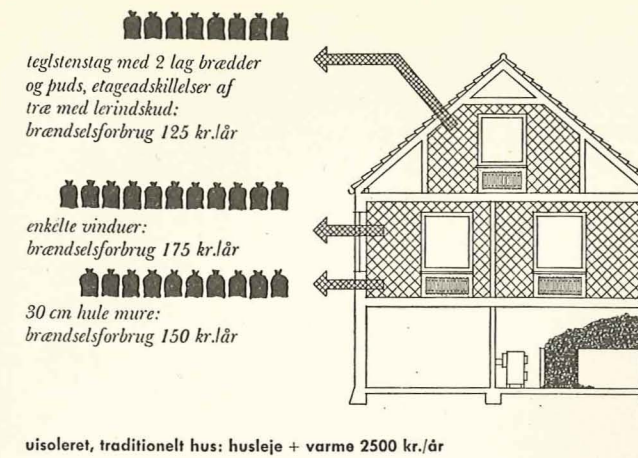 teglstenstag med 2 lag brædder
og puds, etageadskillelser af
træ med lerindskud:
brændselsforbrug 125 kr./år
enkelte vinduer:
brændselsforbrug 175 kr./år
30 cm hule mure:
brændselsforbrug 150 kr./år
uisoleret, traditionelt hus: husleje + varme 2500 kr./år